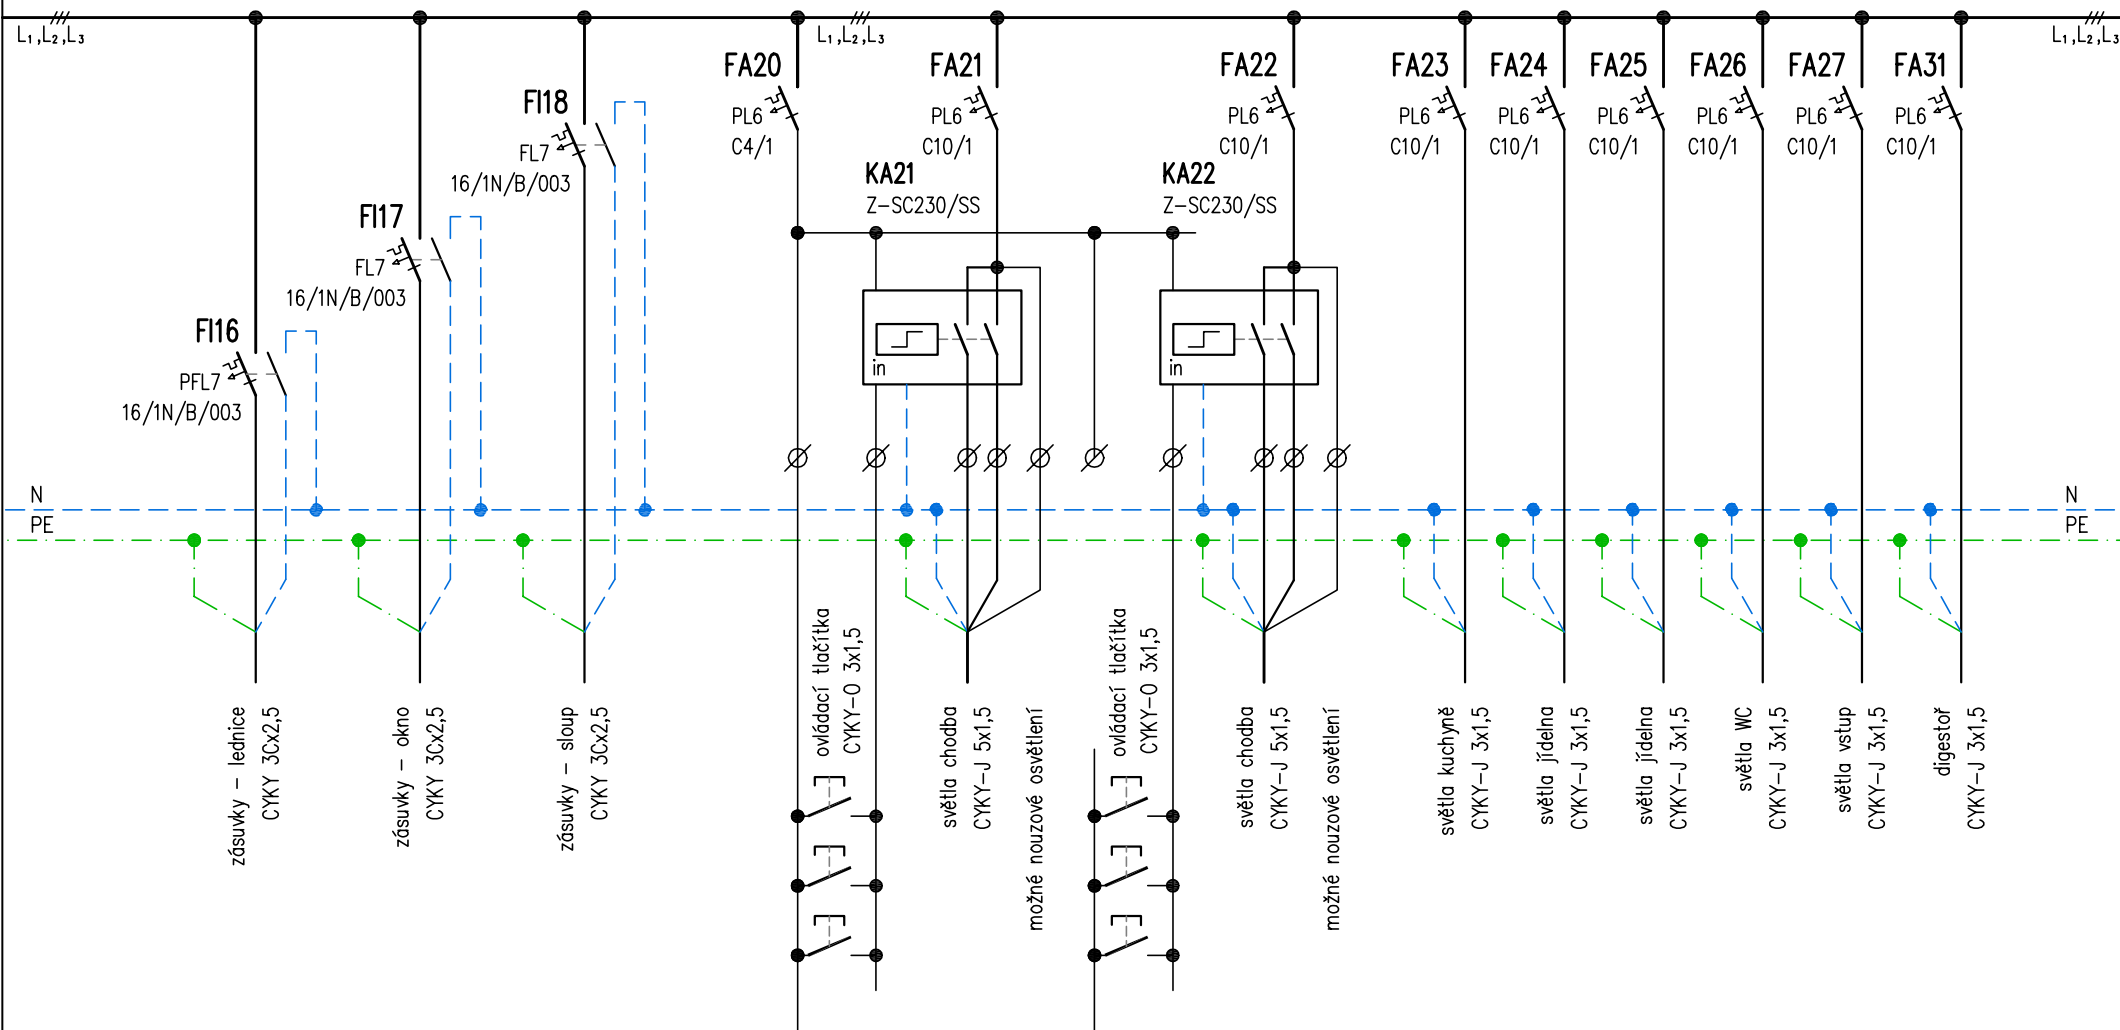 L₁,L₂,L₃
L₁,L₂,L₃
L₁,L₂,L₃
FI16
PFL7
16/1N/B/003
FI17
FL7
16/1N/B/003
FI18
FL7
16/1N/B/003
FA20
PL6
C4/1
FA21
PL6
C10/1
KA21
Z-SC230/SS
in
FA22
PL6
C10/1
KA22
Z-SC230/SS
in
FA23
PL6
C10/1
FA24
PL6
C10/1
FA25
PL6
C10/1
FA26
PL6
C10/1
FA27
PL6
C10/1
FA31
PL6
C10/1
N
PE
N
PE
zásuvky - lednice
CYKY 3Cx2,5
zásuvky - okno
CYKY 3Cx2,5
zásuvky - sloup
CYKY 3Cx2,5
ovládací tlačítka
CYKY-O 3x1,5
světla chodba
CYKY-J 5x1,5
možné nouzové osvětlení
ovládací tlačítka
CYKY-O 3x1,5
světla chodba
CYKY-J 5x1,5
možné nouzové osvětlení
světla kuchyně
CYKY-J 3x1,5
světla jídelna
CYKY-J 3x1,5
světla jídelna
CYKY-J 3x1,5
světla WC
CYKY-J 3x1,5
světla vstup
CYKY-J 3x1,5
digestoř
CYKY-J 3x1,5